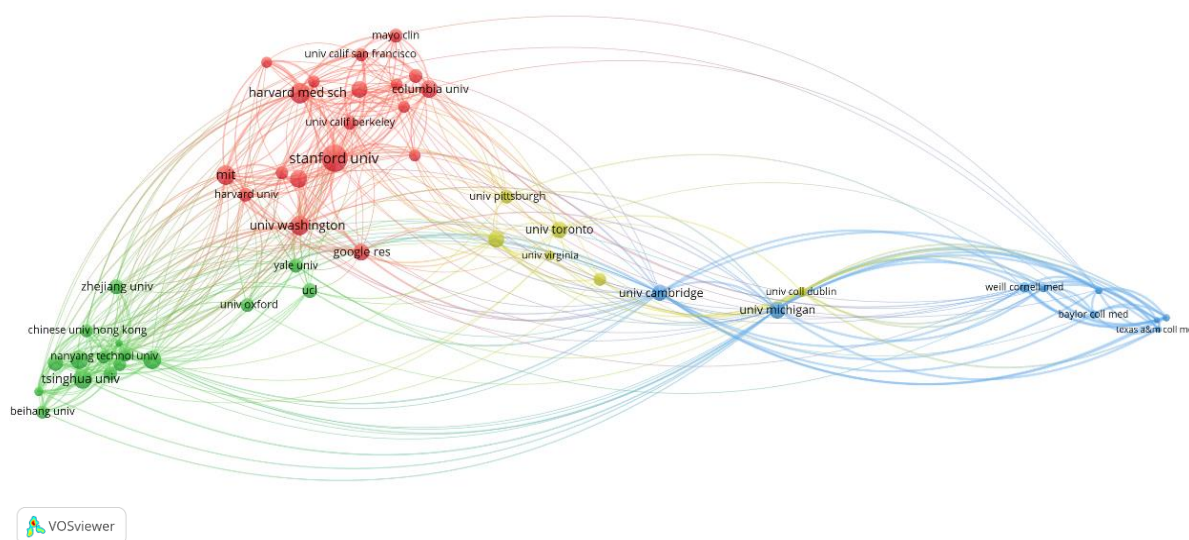 mayo clin
univ calif san francisco
harvard med sch
columbia univ
univ calif berkeley
stanford univ
mit
harvard univ
univ pittsburgh
univ washington
univ toronto
google res
univ virginia
yale univ
zhejiang univ
ucl
univ cambridge
univ coll dublin
weill cornell med
univ oxford
univ michigan
baylor coll med
chinese univ hong kong
texas a&m coll m
nanyang technol univ
tsinghua univ
beihang univ
VOSviewer